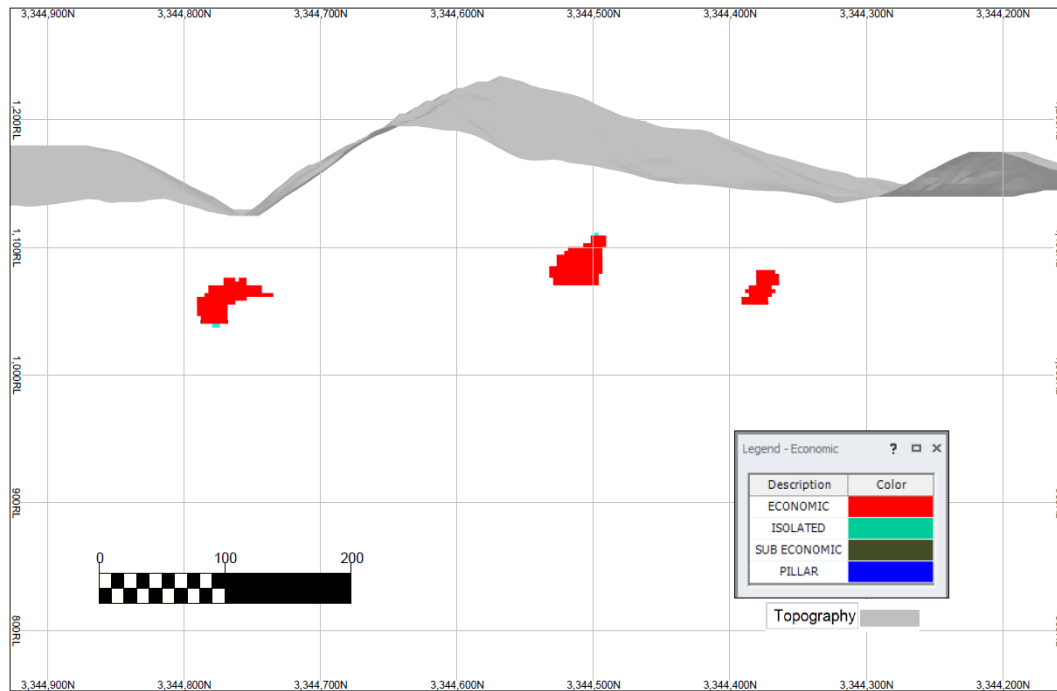 3,344,900N 3,344,800N 3,344,700N 3,344,600N 3,344,500N 3,344,400N 3,344,300N 3,344,200N
1,200RL
1,100RL
1,000RL
900RL
800RL
Legend - Economic ?
Description Color
ECONOMIC
ISOLATED
SUB ECONOMIC
PILLAR
Topography
0 100 200
3,344,900N 3,344,800N 3,344,700N 3,344,600N 3,344,500N 3,344,400N 3,344,300N 3,344,200N